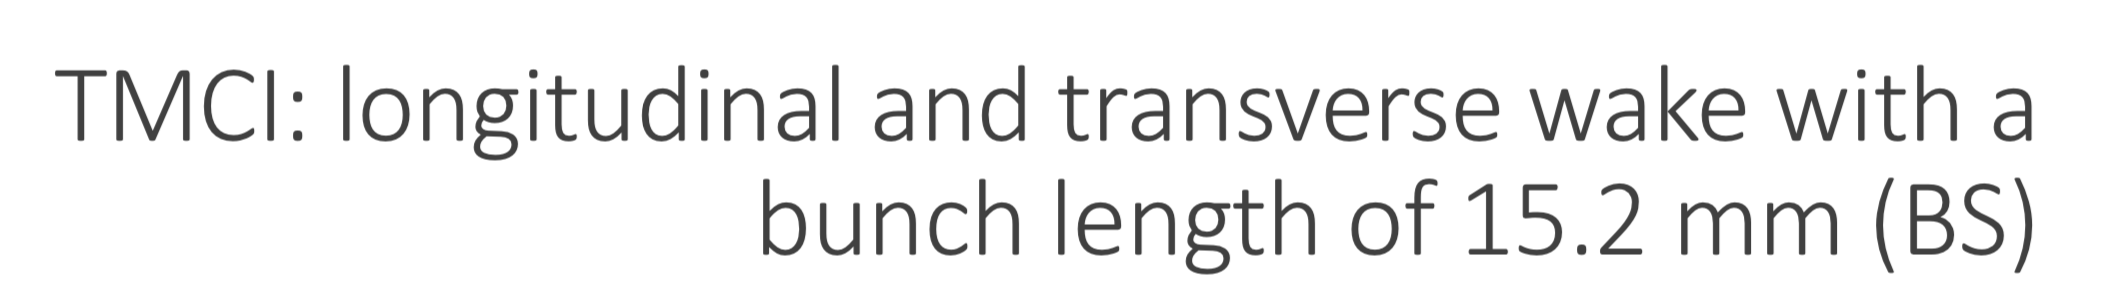 TMCI: longitudinal and transverse wake with a
bunch length of 15.2 mm (BS)